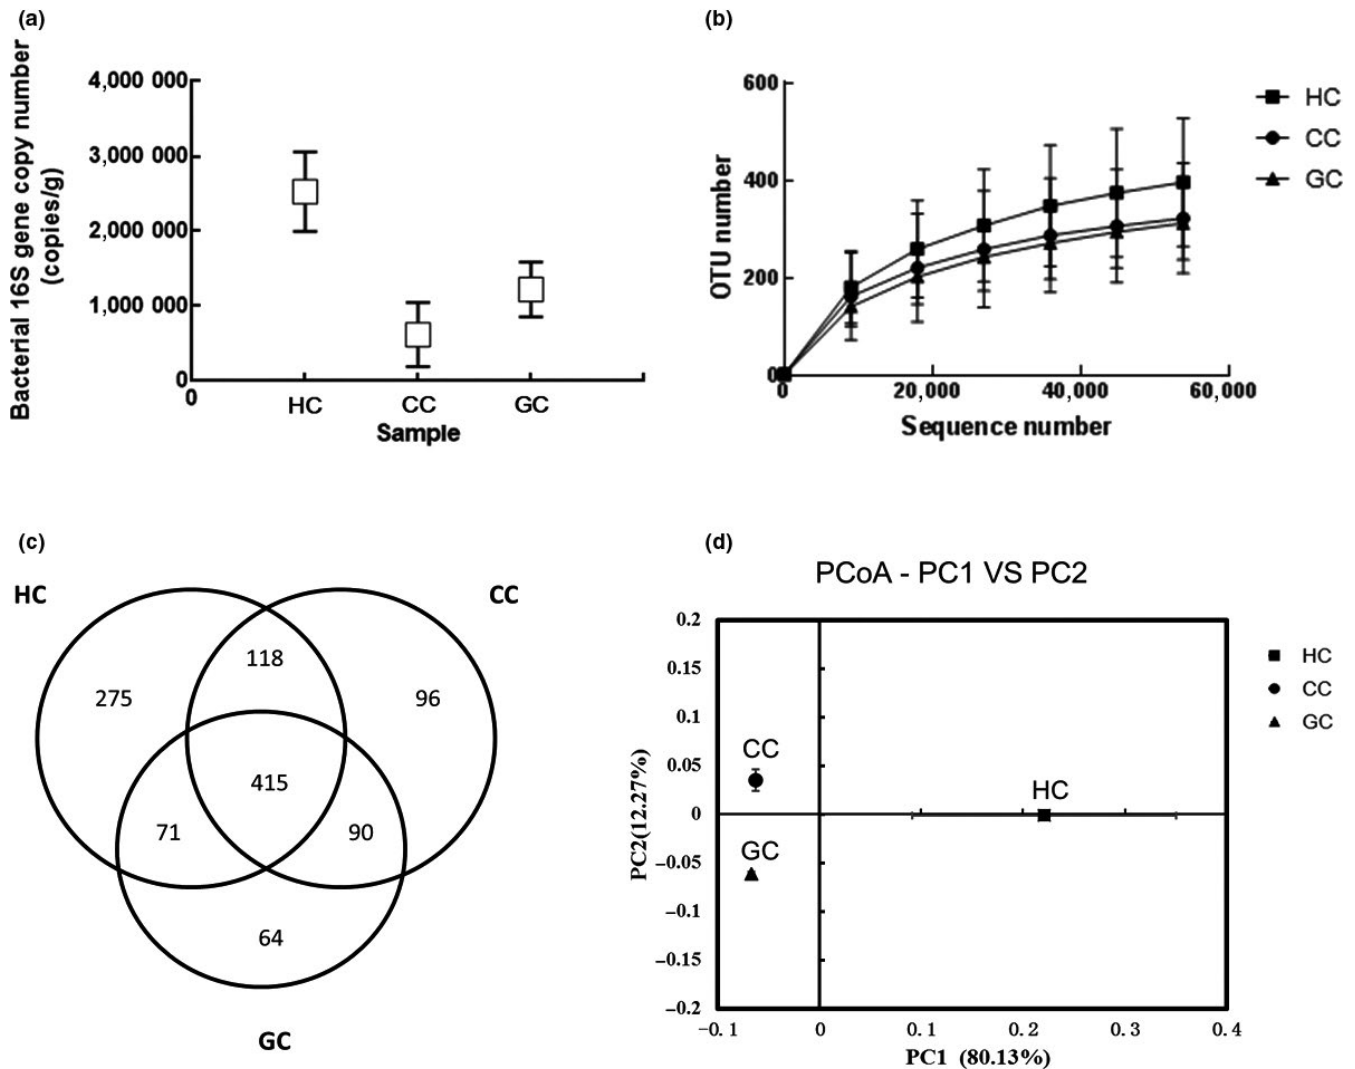 (a)
Bacterial 16S gene copy number
(copies/g)
4,000 000
3,000 000
2,000 000
1,000 000
0
0
HC
CC
GC
Sample
(b)
OTU number
600
400
200
0
0
20,000
40,000
60,000
Sequence number
HC
CC
GC
(c)
HC
CC
118
275
96
415
71
90
64
GC
(d)
PCoA - PC1 VS PC2
PC2(12.27%)
0.2
0.15
0.1
0.05
0
-0.05
-0.1
-0.15
-0.2
CC
HC
GC
-0.1
0
0.1
0.2
0.3
0.4
PC1 (80.13%)
HC
CC
GC